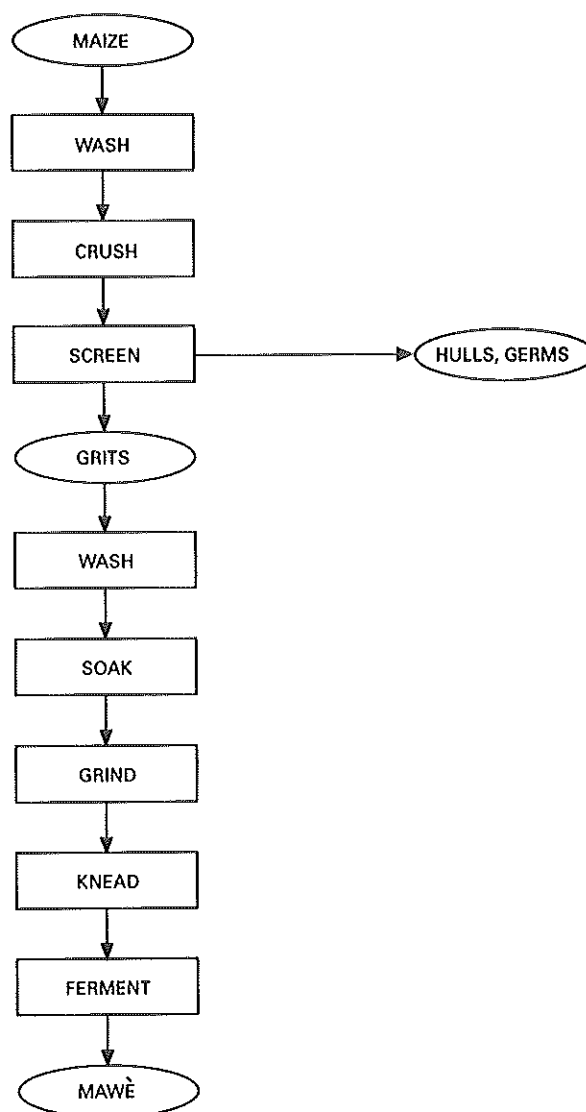 MAIZE
WASH
CRUSH
SCREEN
HULLS, GERMS
GRITS
WASH
SOAK
GRIND
KNEAD
FERMENT
MAWÈ